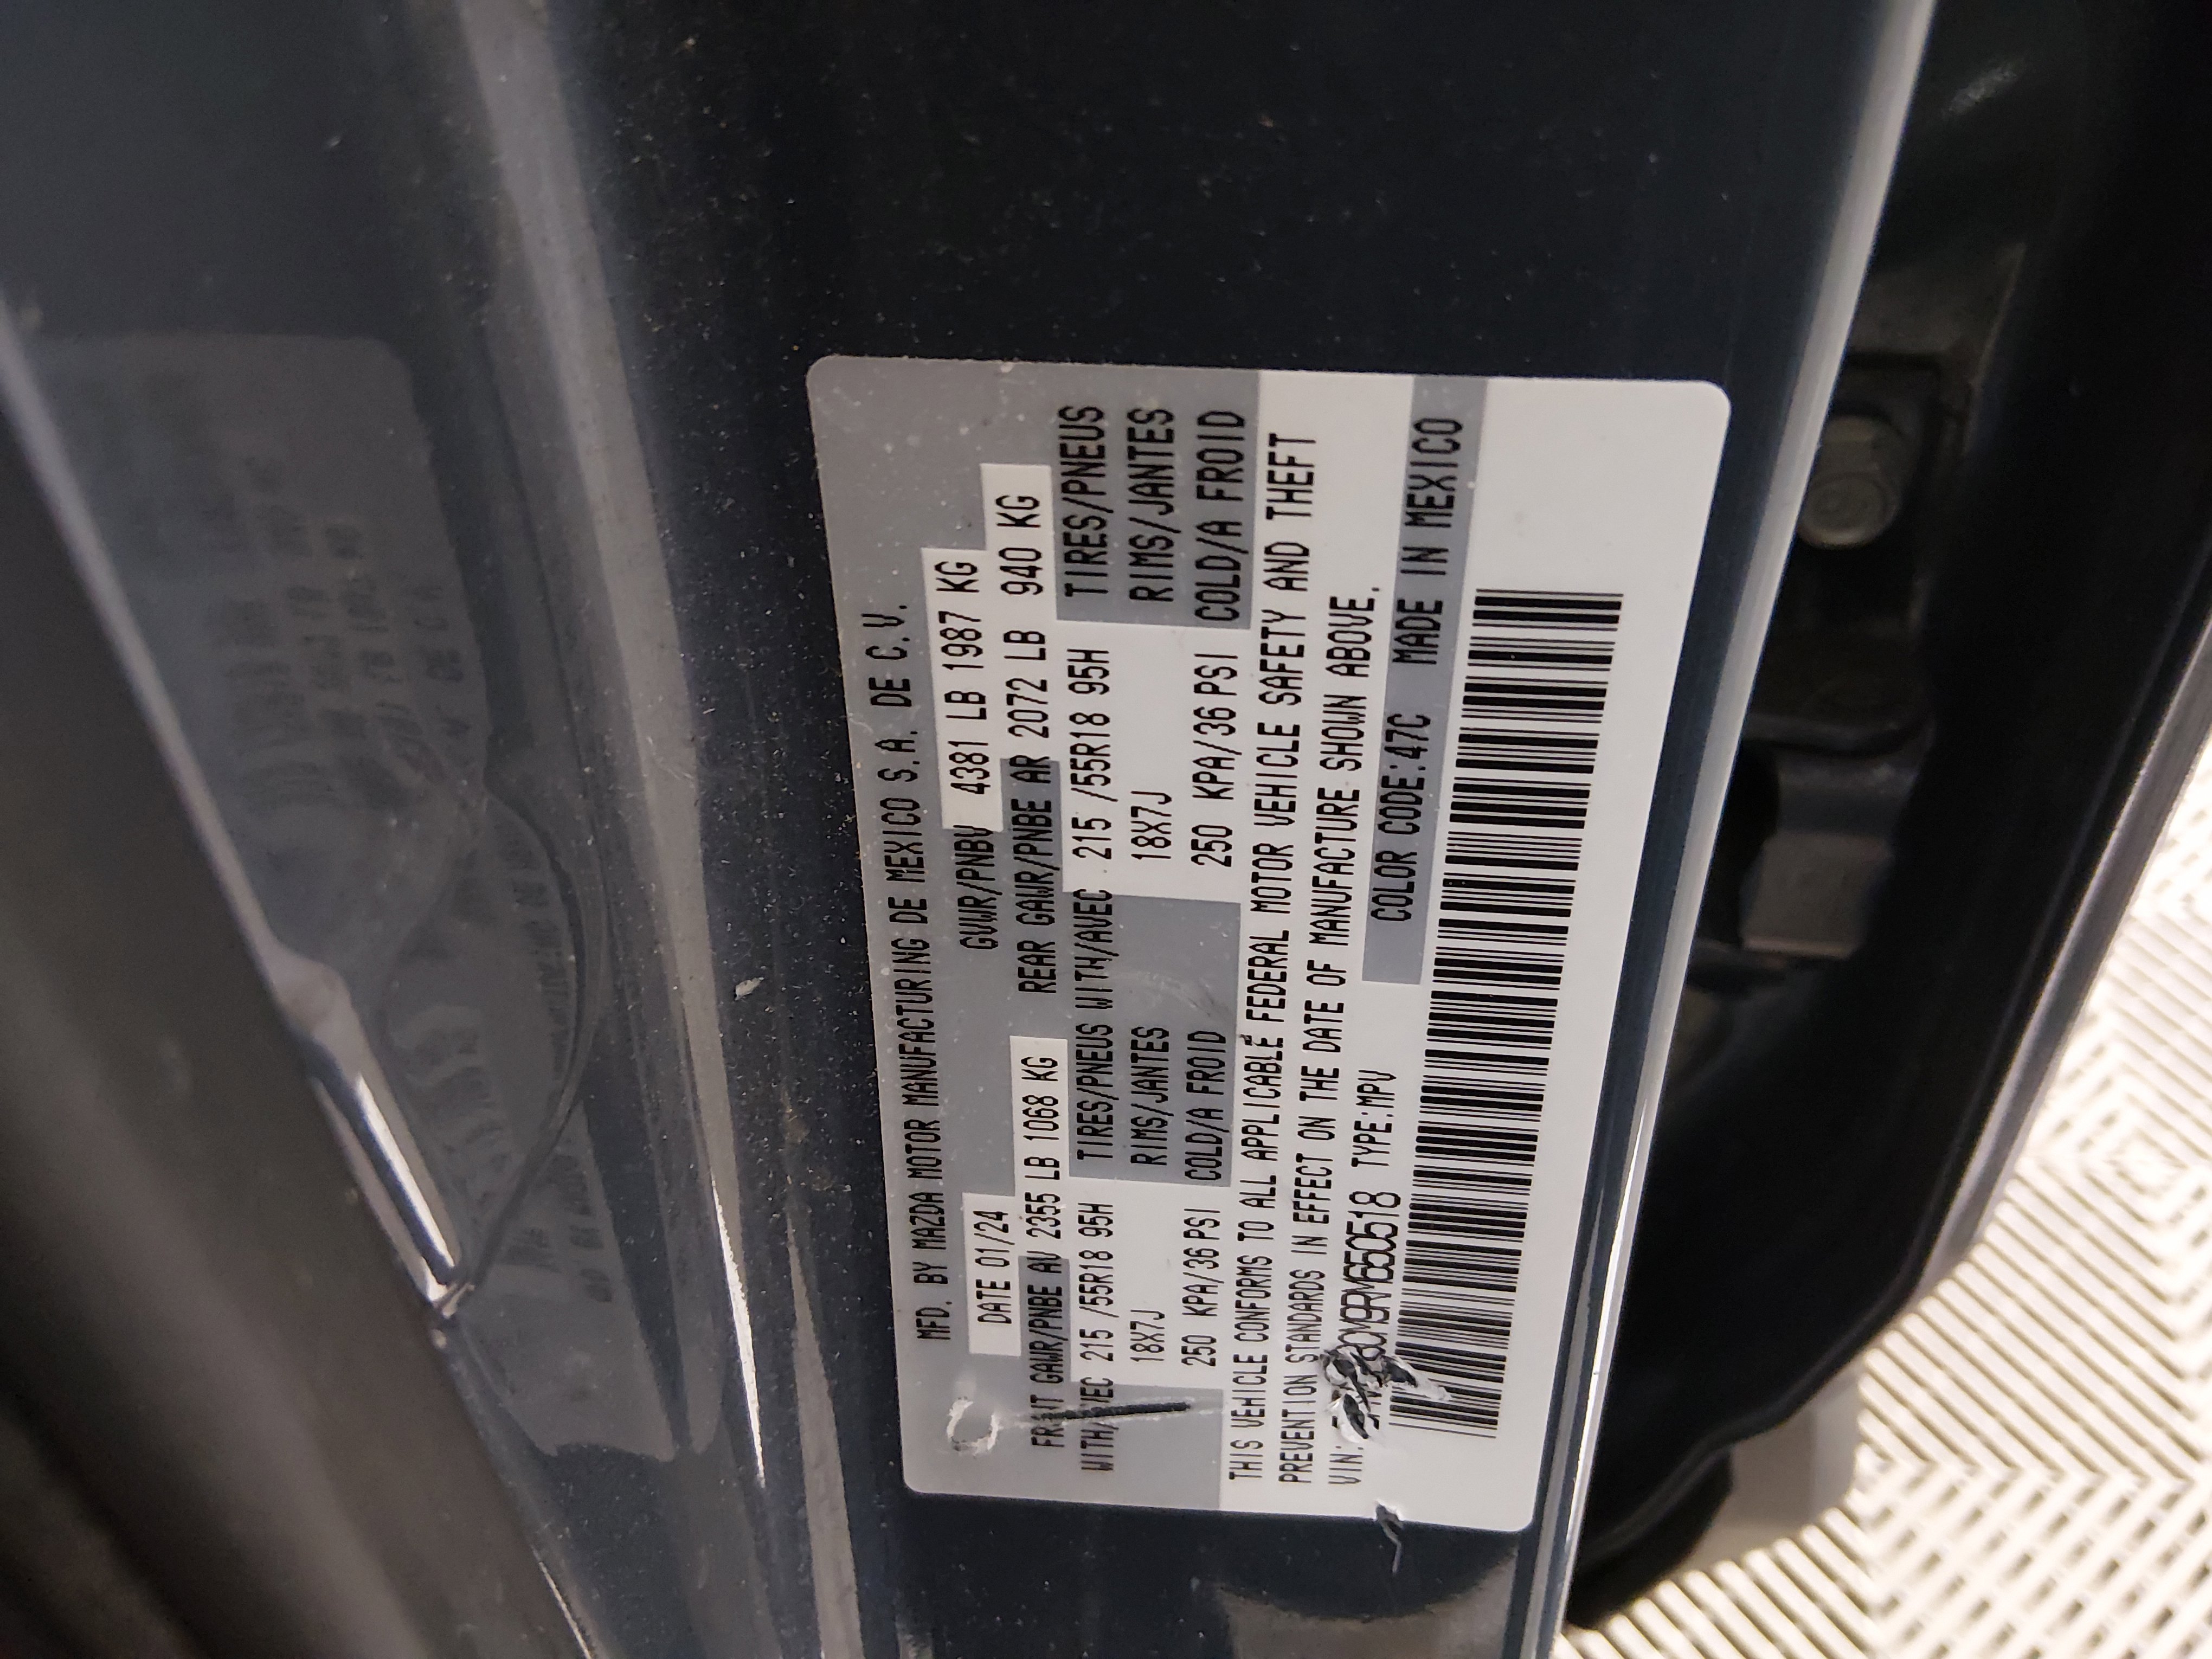 MFD. BY MAZDA MOTOR MANUFACTURING DE MEXICO S.A. DE C.V.
DATE 01/24 GVWR/PNBV 4381 LB 1987 KG
FRONT GAWR/PNBE AV 2355 LB 1068 KG REAR GAWR/PNBE AR 2072 LB 940 KG
WITH/AVEC 215 /55R18 95H TIRES/PNEUS WITH/AVEC 215 /55R18 95H TIRES/PNEUS
18X7J RIMS/JANTES 18X7J RIMS/JANTES
250 KPA/36 PSI COLD/A FROID 250 KPA/36 PSI COLD/A FROID
THIS VEHICLE CONFORMS TO ALL APPLICABLE FEDERAL MOTOR VEHICLE SAFETY AND THEFT
PREVENTION STANDARDS IN EFFECT ON THE DATE OF MANUFACTURE SHOWN ABOVE.
VIN: TYPE:MPV COLOR CODE:47C MADE IN MEXICO